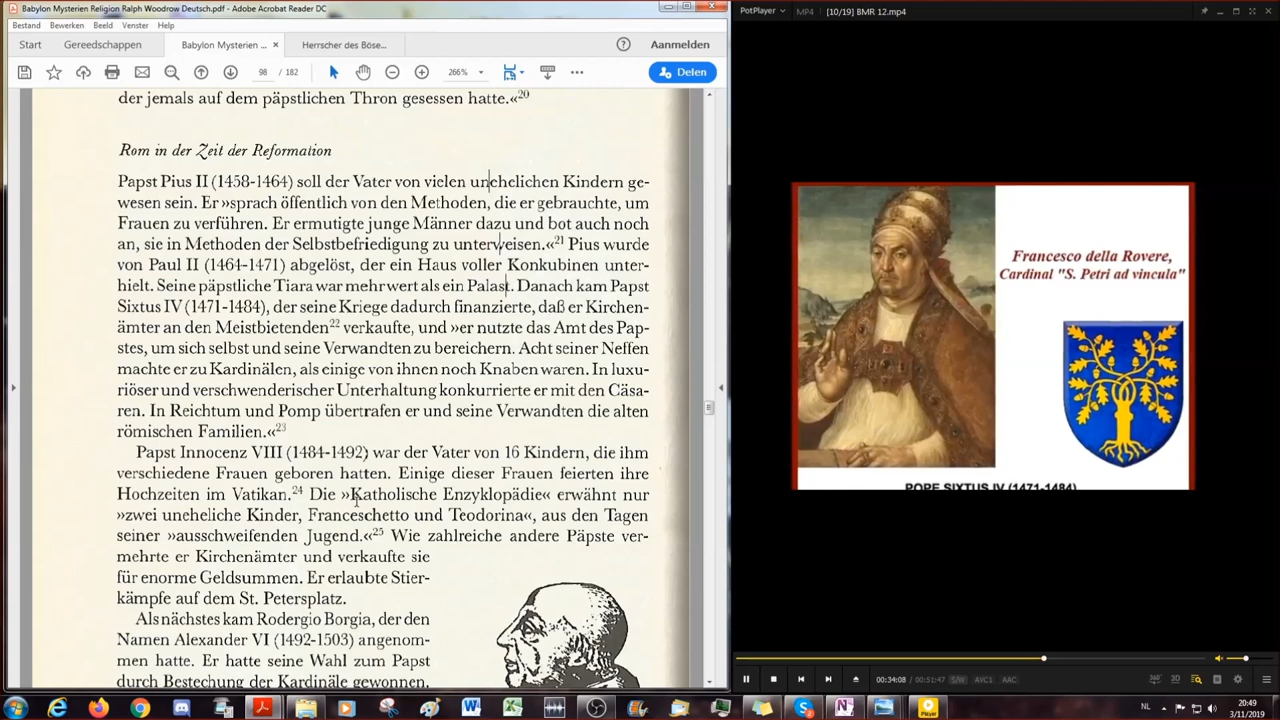 Babylon Mysterien Religion Ralph Woodrow Deutsch.pdf - Adobe Acrobat Reader DC
Bestand Bewerken Beeld Venster Help
Start Gereedschappen Babylon Mysterien ... × Herrscher des Böse... Aanmelden
98 / 182 266% Delen
der jemals auf dem päpstlichen Thron gesessen hatte.«20
Rom in der Zeit der Reformation
Papst Pius II (1458-1464) soll der Vater von vielen unehelichen Kindern ge-
wesen sein. Er »sprach öffentlich von den Methoden, die er gebrauchte, um
Frauen zu verführen. Er ermutigte junge Männer dazu und bot auch noch
an, sie in Methoden der Selbstbefriedigung zu unterweisen.«21 Pius wurde
von Paul II (1464-1471) abgelöst, der ein Haus voller Konkubinen unter-
hielt. Seine päpstliche Tiara war mehr wert als ein Palast. Danach kam Papst
Sixtus IV (1471-1484), der seine Kriege dadurch finanzierte, daß er Kirchen-
ämter an den Meistbietenden22 verkaufte, und »er nutzte das Amt des Pap-
stes, um sich selbst und seine Verwandten zu bereichern. Acht seiner Neffen
machte er zu Kardinälen, als einige von ihnen noch Knaben waren. In luxu-
riöser und verschwenderischer Unterhaltung konkurrierte er mit den Cäsa-
ren. In Reichtum und Pomp übertrafen er und seine Verwandten die alten
römischen Familien.«23
Papst Innocenz VIII (1484-1492) war der Vater von 16 Kindern, die ihm
verschiedene Frauen geboren hatten. Einige dieser Frauen feierten ihre
Hochzeiten im Vatikan.24 Die »Katholische Enzyklopädie« erwähnt nur
»zwei uneheliche Kinder, Franceschetto und Teodorina«, aus den Tagen
seiner »ausschweifenden Jugend.«25 Wie zahlreiche andere Päpste ver-
mehrte er Kirchenämter und verkaufte sie
für enorme Geldsummen. Er erlaubte Stier-
kämpfe auf dem St. Petersplatz.
Als nächstes kam Rodergio Borgia, der den
Namen Alexander VI (1492-1503) angenom-
men hatte. Er hatte seine Wahl zum Papst
durch Bestechung der Kardinäle gewonnen.
PotPlayer MP4 [10/19] BMR 12.mp4
Francesco della Rovere,
Cardinal "S. Petri ad vincula"
POPE SIXTUS IV (1471-1484)
00:34:08 / 00:51:47 S/W AVC1 AAC
NL 20:49
3/11/2019